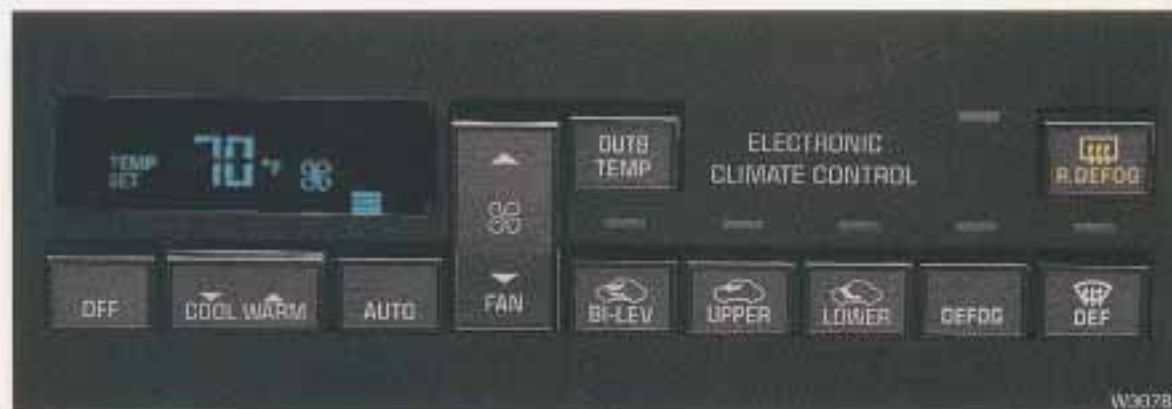 TEMP
SET
70°F
OFF
COOL WARM
AUTO
FAN
OUTS
TEMP
ELECTRONIC
CLIMATE CONTROL
R.DEFOG
BI-LEV
UPPER
LOWER
DEFOG
DEF
W3078